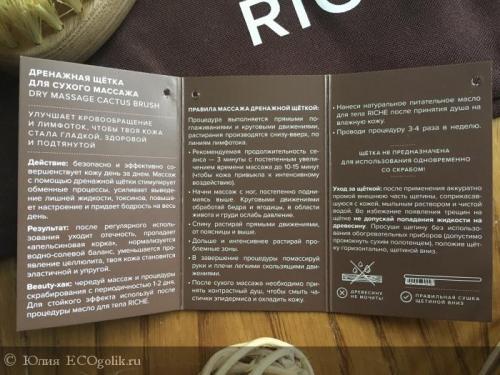 RICHE
ДРЕНАЖНАЯ ЩЁТКА
ДЛЯ СУХОГО МАССАЖА
DRY MASSAGE CACTUS BRUSH
УЛУЧШАЕТ КРОВООБРАЩЕНИЕ
И ЛИМФОТОК, ЧТОБЫ ТВОЯ КОЖА
СТАЛА ГЛАДКОЙ, ЗДОРОВОЙ
И ПОДТЯНУТОЙ
Действие: безопасно и эффективно со-
вершенствует кожу день за днем. Массаж
с помощью дренажной щётки стимулирует
обменные процессы, усиливает выведе-
ние лишней жидкости, токсинов, повыша-
ет настроение и придает бодрость на весь
день.
Результат: после регулярного исполь-
зования уходит отечность, пропадает
«апельсиновая корка», нормализуется
водно-солевой баланс, уменьшается про-
явление целлюлита, твоя кожа становится
эластичной и упругой.
Beauty-хак: чередуй массаж и процедуры
скрабирования с периодичностью 1-2 дня.
Для стойкого эффекта используй после
процедуры масло для тела RICHE.
ПРАВИЛА МАССАЖА ДРЕНАЖНОЙ ЩЁТКОЙ:
Процедура выполняется прямыми по-
глаживаниями и круговыми движениями,
растирания производятся снизу-вверх, по
линиям лимфотока.
• Рекомендуемая продолжительность се-
анса — 3 минуты с постепенным увели-
чением времени массажа до 10-15 минут
(чтобы кожа привыкла к интенсивному
воздействию).
• Начни массаж с ног, постепенно подни-
маясь выше. Круговыми движениями
обработай бедра и ягодицы, в области
живота и груди ослабь давление.
• Спину растирай прямыми движениями,
от поясницы и выше.
• Дольше и интенсивнее растирай про-
блемные зоны.
• В завершение процедуры помассируй
руки и плечи легкими скользящими дви-
жениями.
• После сухого массажа необходимо при-
нять контрастный душ, чтобы смыть час-
тички эпидермиса и охладить кожу.
• Нанеси натуральное питательное масло
для тела RICHE после принятия душа на
влажную кожу.
• Проводи процедуру 3-4 раза в неделю.
ЩЁТКА НЕ ПРЕДНАЗНАЧЕНА
ДЛЯ ИСПОЛЬЗОВАНИЯ ОДНОВРЕМЕННО
СО СКРАБОМ!
Уход за щёткой: после применения аккуратно
промой внешнюю часть щетины, соприкасаю-
щуюся с кожей, мыльным раствором и чистой
водой. Во избежание появления трещин на
щётке не допускай попадания жидкости на
древесину. Просуши щетину без использования
обогревательных приборов (допустимо
промокнуть сухим полотенцем), положив щёт-
ку горизонтально, щетиной вниз.
ДРЕВЕСИНУ
НЕ МОЧИТЬ!
ПРАВИЛЬНАЯ СУШКА
ЩЕТИНОЙ ВНИЗ
© Юлия ECOgolik.ru